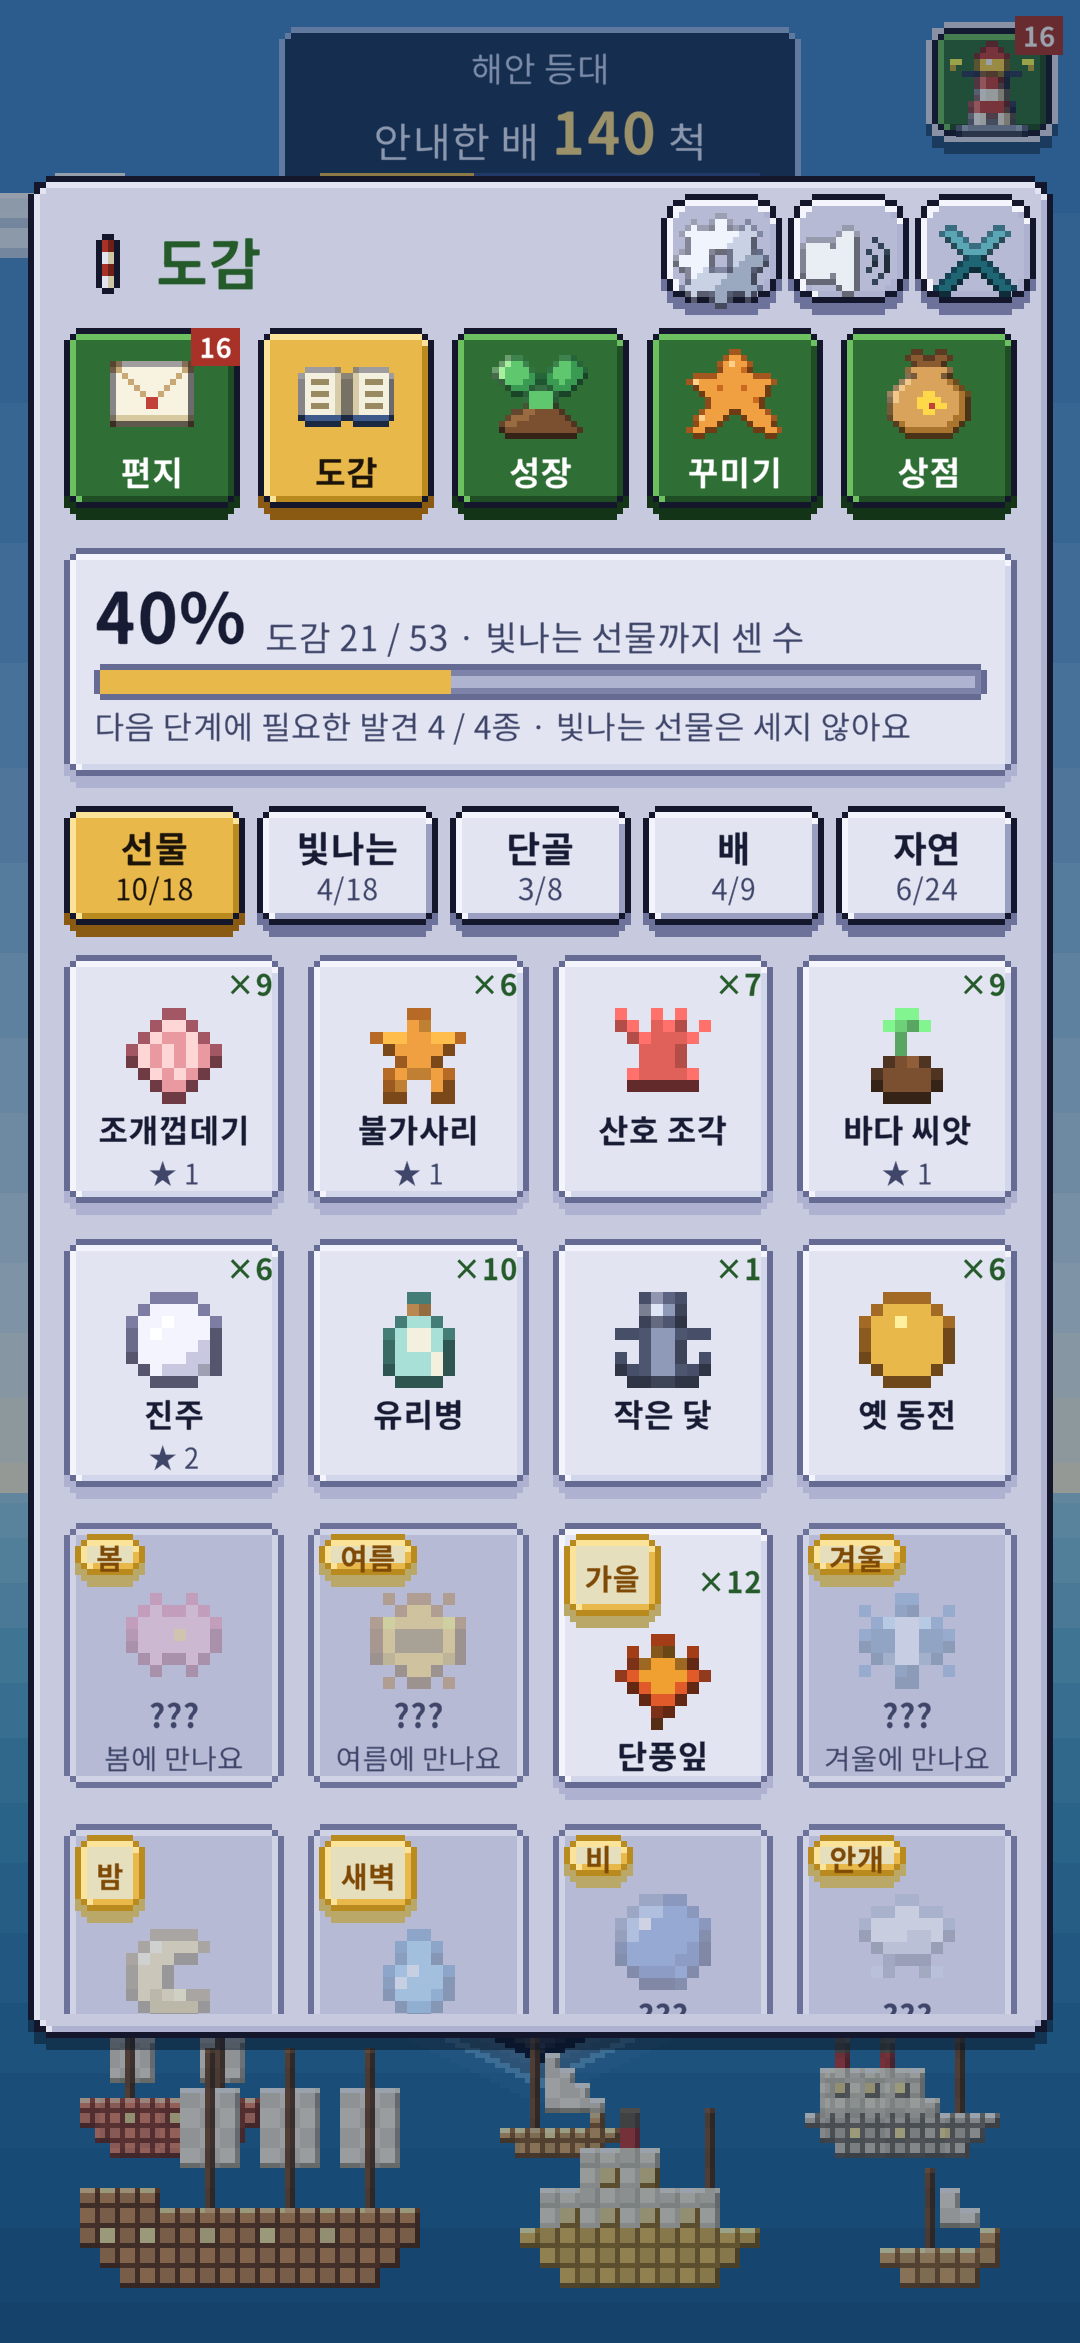 해안 등대
안내한 배 140 척
16
도감
16
편지
도감
성장
꾸미기
상점
40% 도감 21 / 53 · 빛나는 선물까지 센 수
다음 단계에 필요한 발견 4 / 4종 · 빛나는 선물은 세지 않아요
선물
10/18
빛나는
4/18
단골
3/8
배
4/9
자연
6/24
×9
조개껍데기
★ 1
×6
불가사리
★ 1
×7
산호 조각
×9
바다 씨앗
★ 1
×6
진주
★ 2
×10
유리병
×1
작은 닻
×6
옛 동전
봄
???
봄에 만나요
여름
???
여름에 만나요
가을
×12
단풍잎
겨울
???
겨울에 만나요
밤
새벽
비
???
안개
???